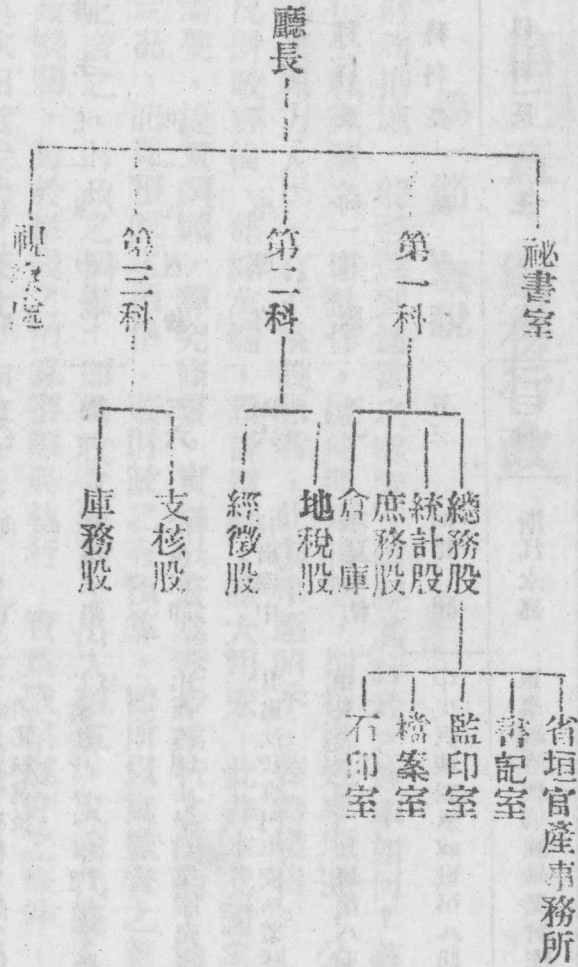 廳長
祕書室
第一科
第二科
第三科
視察室
總務股
統計股
庶務股
倉庫
地稅股
經徵股
支核股
庫務股
省垣官產事務所
書記室
監印室
檔案室
石印室